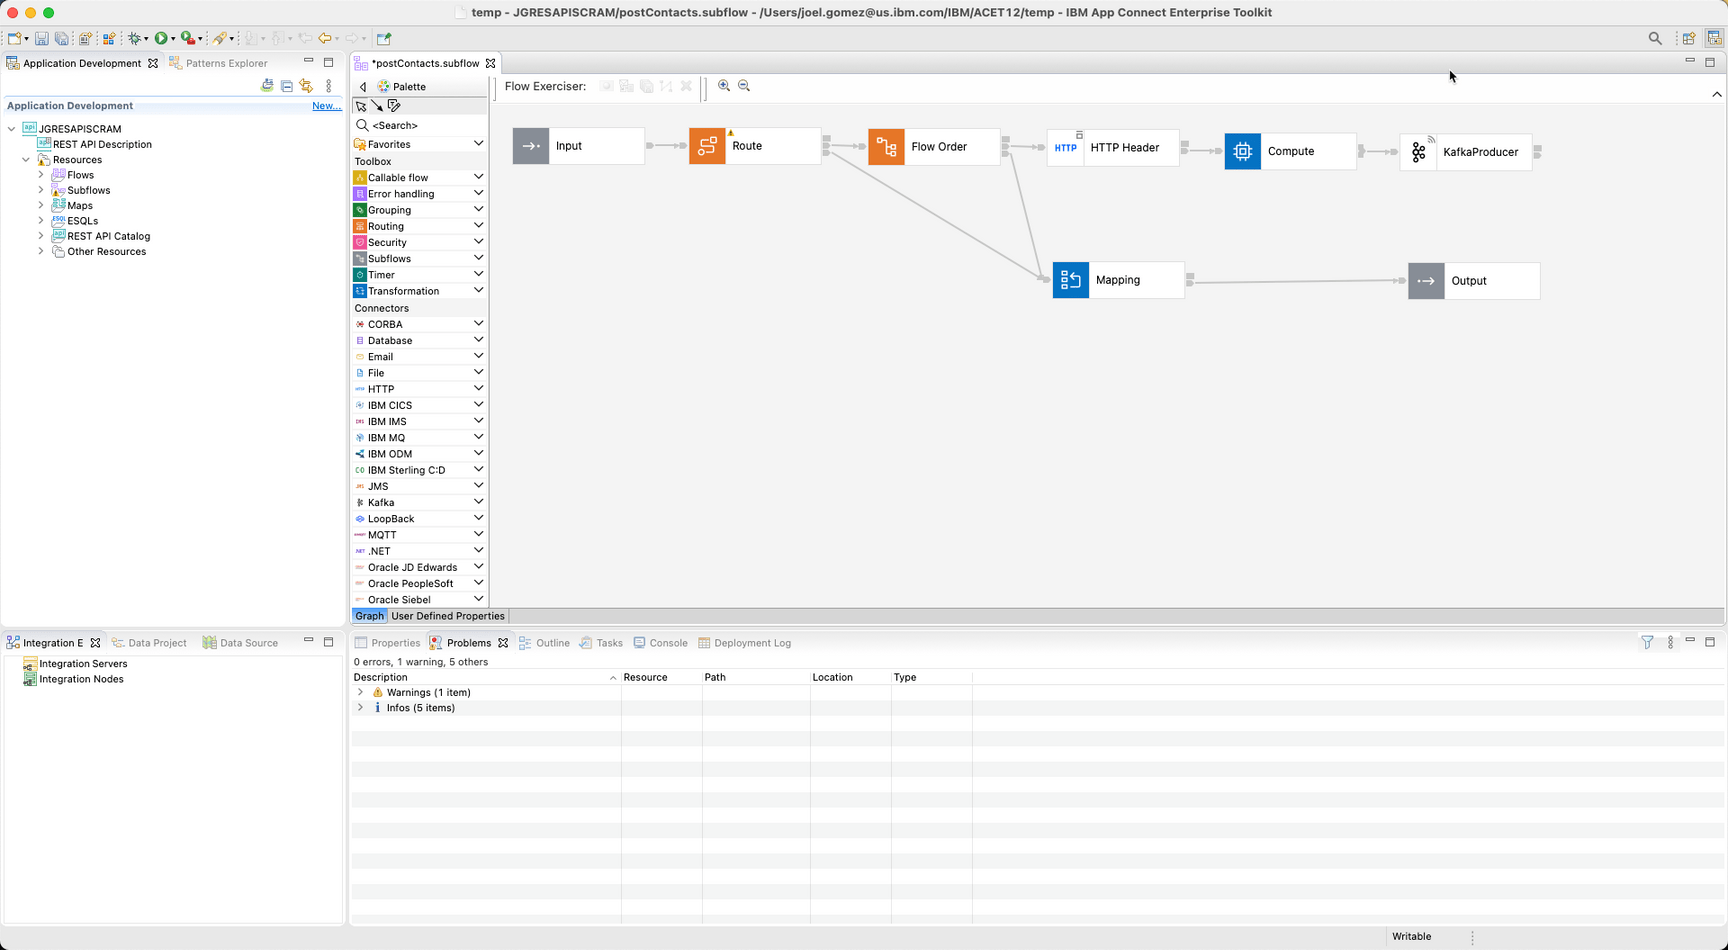 temp - JGRESAPISCRAM/postContacts.subflow - /Users/joel.gomez@us.ibm.com/IBM/ACET12/temp - IBM App Connect Enterprise Toolkit
Application Development
Patterns Explorer
Application Development
New...
JGRESAPISCRAM
REST API Description
Resources
Flows
Subflows
Maps
ESQLs
REST API Catalog
Other Resources
*postContacts.subflow
Palette
<Search>
Favorites
Toolbox
Callable flow
Error handling
Grouping
Routing
Security
Subflows
Timer
Transformation
Connectors
CORBA
Database
Email
File
HTTP
IBM CICS
IBM IMS
IBM MQ
IBM ODM
IBM Sterling C:D
JMS
Kafka
LoopBack
MQTT
.NET
Oracle JD Edwards
Oracle PeopleSoft
Oracle Siebel
Graph
User Defined Properties
Flow Exerciser:
Input
Route
Flow Order
HTTP
HTTP Header
Compute
KafkaProducer
Mapping
Output
Integration E
Data Project
Data Source
Integration Servers
Integration Nodes
Properties
Problems
Outline
Tasks
Console
Deployment Log
0 errors, 1 warning, 5 others
Description
Resource
Path
Location
Type
Warnings (1 item)
Infos (5 items)
Writable